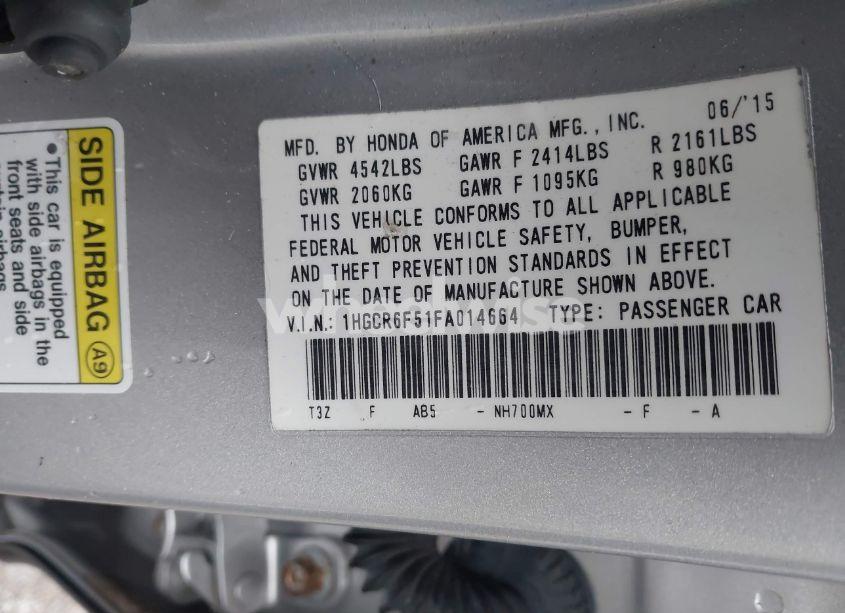 SIDE AIRBAG A9
•This car is equipped
with side airbags in the
front seats and side
06/'15
MFD. BY HONDA OF AMERICA MFG., INC.
GVWR 4542LBS GAWR F 2414LBS R 2161LBS
GVWR 2060KG GAWR F 1095KG R 980KG
THIS VEHICLE CONFORMS TO ALL APPLICABLE
FEDERAL MOTOR VEHICLE SAFETY, BUMPER,
AND THEFT PREVENTION STANDARDS IN EFFECT
ON THE DATE OF MANUFACTURE SHOWN ABOVE.
V.I.N.: 1HGCR6F51FA014664 TYPE: PASSENGER CAR
T3Z F AB5 - NH700MX - F - A